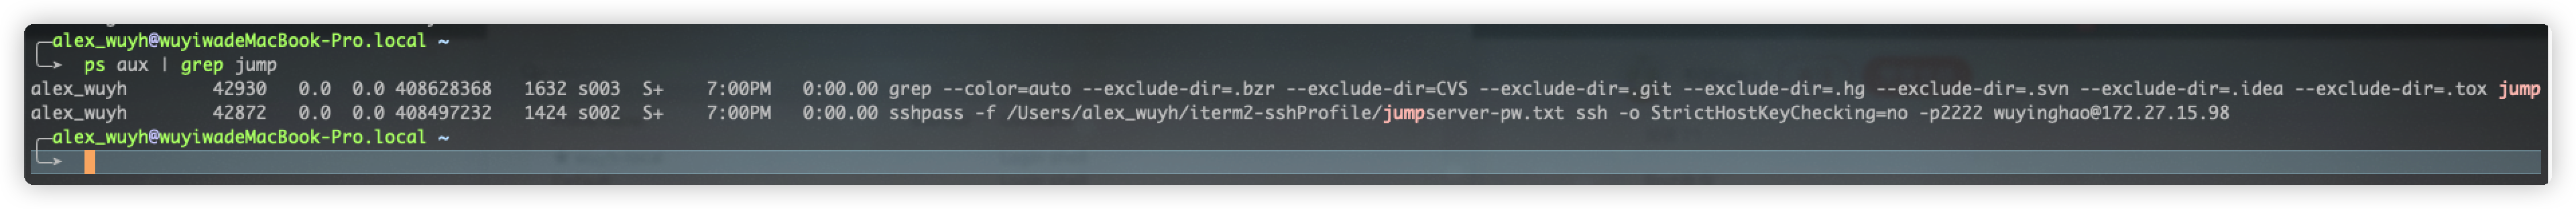 alex_wuyh@wuyiwadeMacBook-Pro.local ~
ps aux | grep jump
alex_wuyh 42930 0.0 0.0 408628368 1632 s003 S+ 7:00PM 0:00.00 grep --color=auto --exclude-dir=.bzr --exclude-dir=CVS --exclude-dir=.git --exclude-dir=.hg --exclude-dir=.svn --exclude-dir=.idea --exclude-dir=.tox jump
alex_wuyh 42872 0.0 0.0 408497232 1424 s002 S+ 7:00PM 0:00.00 sshpass -f /Users/alex_wuyh/iterm2-sshProfile/jumpserver-pw.txt ssh -o StrictHostKeyChecking=no -p2222 wuyinghao@172.27.15.98
alex_wuyh@wuyiwadeMacBook-Pro.local ~